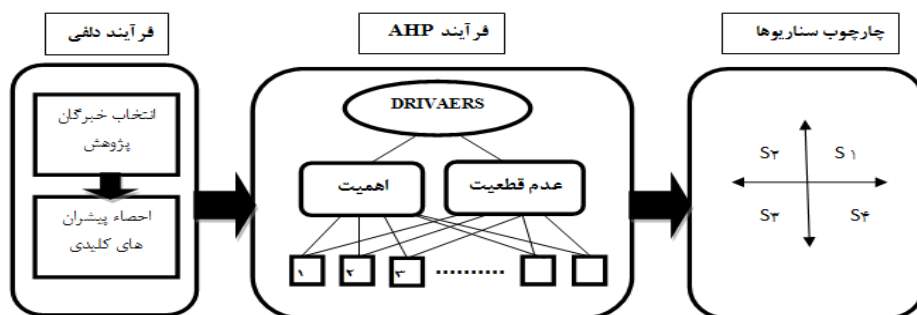 فرآیند دلفی
فرآیند AHP
چارچوب سناریوها
انتخاب خبرگان
پژوهش
احصاء پیشران
های کلیدی
DRIVAERS
اهمیت
عدم قطعیت
۱
۲
۳
..........
S۲
S۱
S۳
S۴